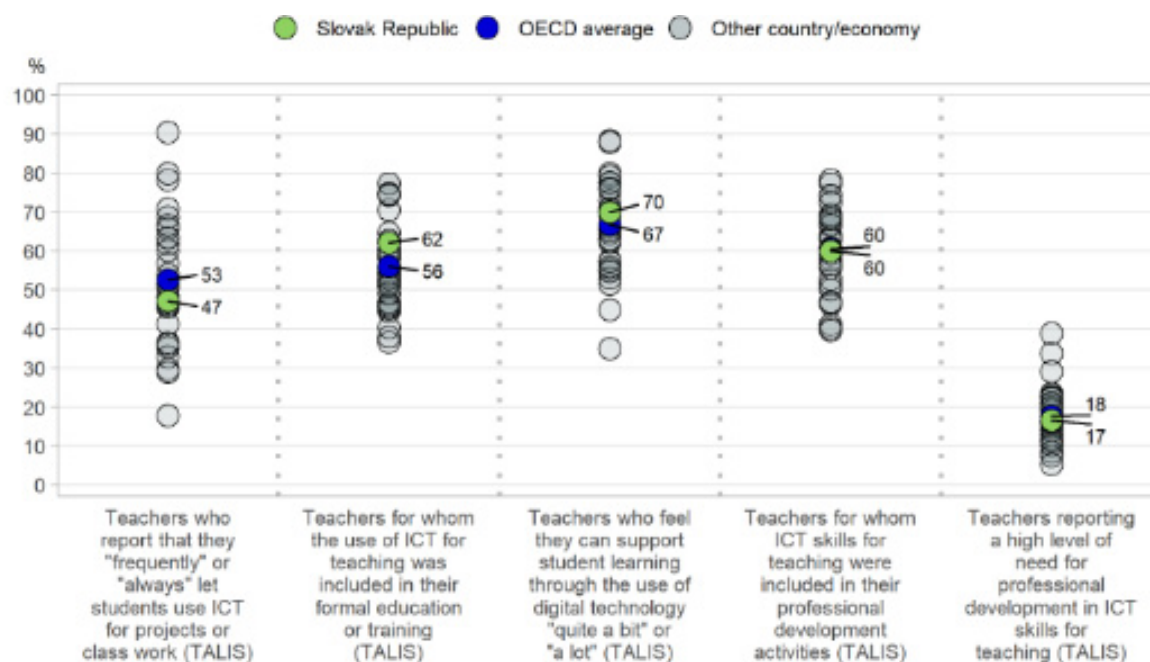 Slovak Republic OECD average Other country/economy
%
100
90
80
70
60
50
40
30
20
10
0
53
47
62
56
70
67
60
60
18
17
Teachers who
report that they
"frequently" or
"always" let
students use ICT
for projects or
class work (TALIS)
Teachers for whom
the use of ICT for
teaching was
included in their
formal education
or training
(TALIS)
Teachers who feel
they can support
student learning
through the use of
digital technology
"quite a bit" or
"a lot" (TALIS)
Teachers for whom
ICT skills for
teaching were
included in their
professional
development
activities (TALIS)
Teachers reporting
a high level of
need for
professional
development in ICT
skills for
teaching (TALIS)